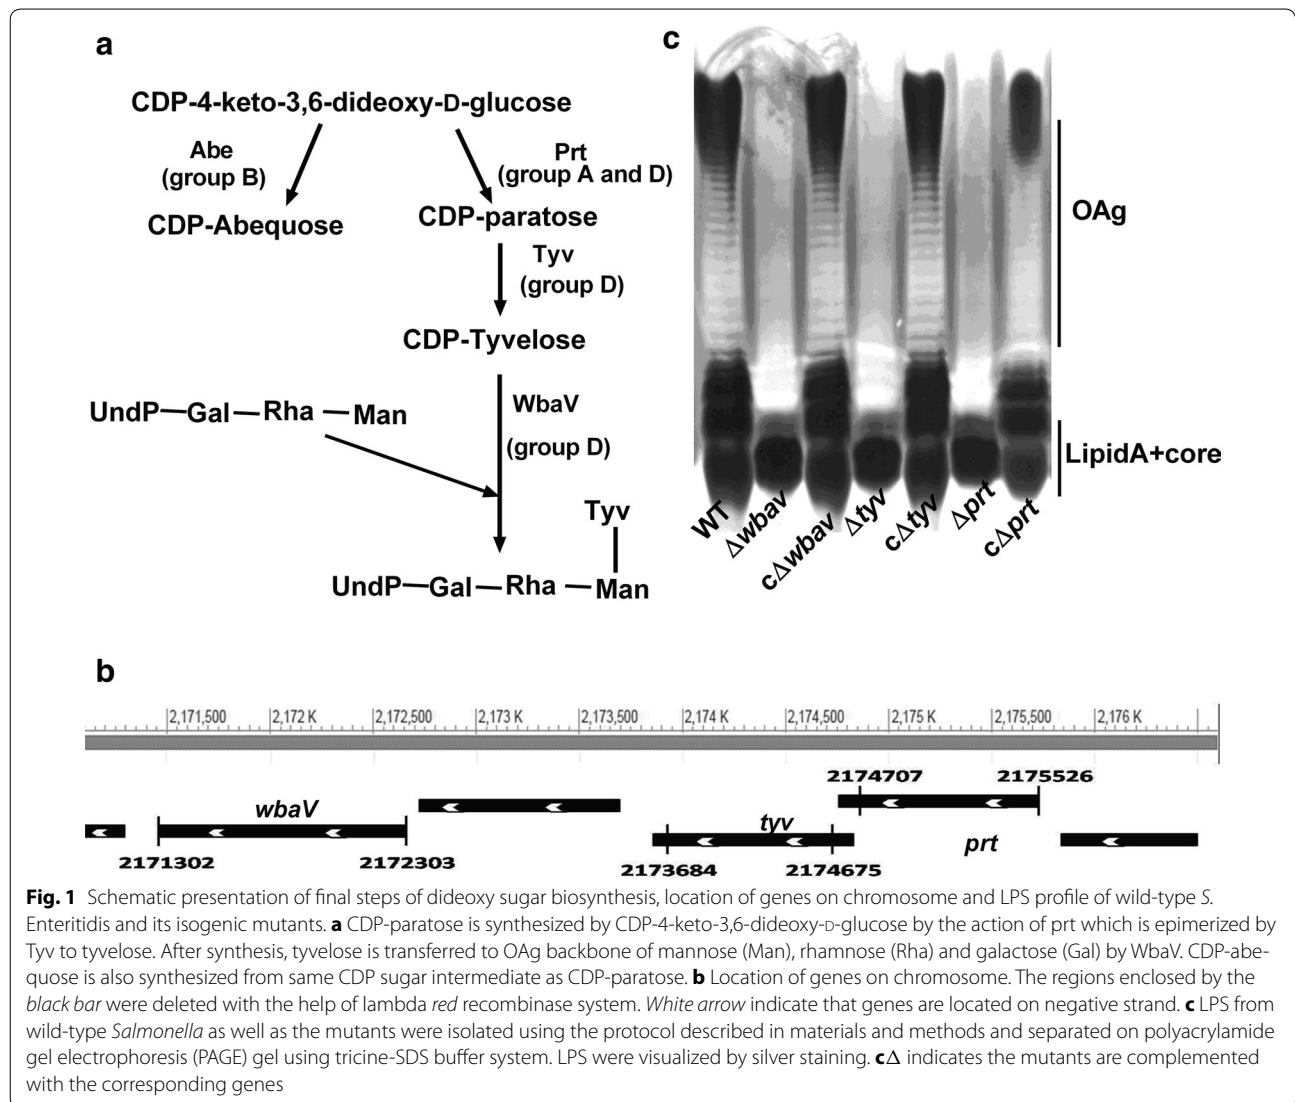 a
CDP-4-keto-3,6-dideoxy-D-glucose
Abe
(group B)
Prt
(group A and D)
CDP-Abequose
CDP-paratose
Tyv
(group D)
CDP-Tyvelose
WbaV
(group D)
UndP—Gal—Rha—Man
Tyv
UndP—Gal—Rha—Man
c
OAg
LipidA+core
WT
Δwbav
cΔwbav
Δtyv
cΔtyv
Δprt
cΔprt
b
2,171,500
2,172 K
2,172,500
2,173 K
2,173,500
2,174 K
2,174,500
2,175 K
2,175,500
2,176 K
2174707
2175526
wbaV
tyv
prt
2171302
2172303
2173684
2174675
Fig. 1 Schematic presentation of final steps of dideoxy sugar biosynthesis, location of genes on chromosome and LPS profile of wild-type S.
Enteritidis and its isogenic mutants. a CDP-paratose is synthesized by CDP-4-keto-3,6-dideoxy-D-glucose by the action of prt which is epimerized by
Tyv to tyvelose. After synthesis, tyvelose is transferred to OAg backbone of mannose (Man), rhamnose (Rha) and galactose (Gal) by WbaV. CDP-abe-
quose is also synthesized from same CDP sugar intermediate as CDP-paratose. b Location of genes on chromosome. The regions enclosed by the
black bar were deleted with the help of lambda red recombinase system. White arrow indicate that genes are located on negative strand. c LPS from
wild-type Salmonella as well as the mutants were isolated using the protocol described in materials and methods and separated on polyacrylamide
gel electrophoresis (PAGE) gel using tricine-SDS buffer system. LPS were visualized by silver staining. cΔ indicates the mutants are complemented
with the corresponding genes